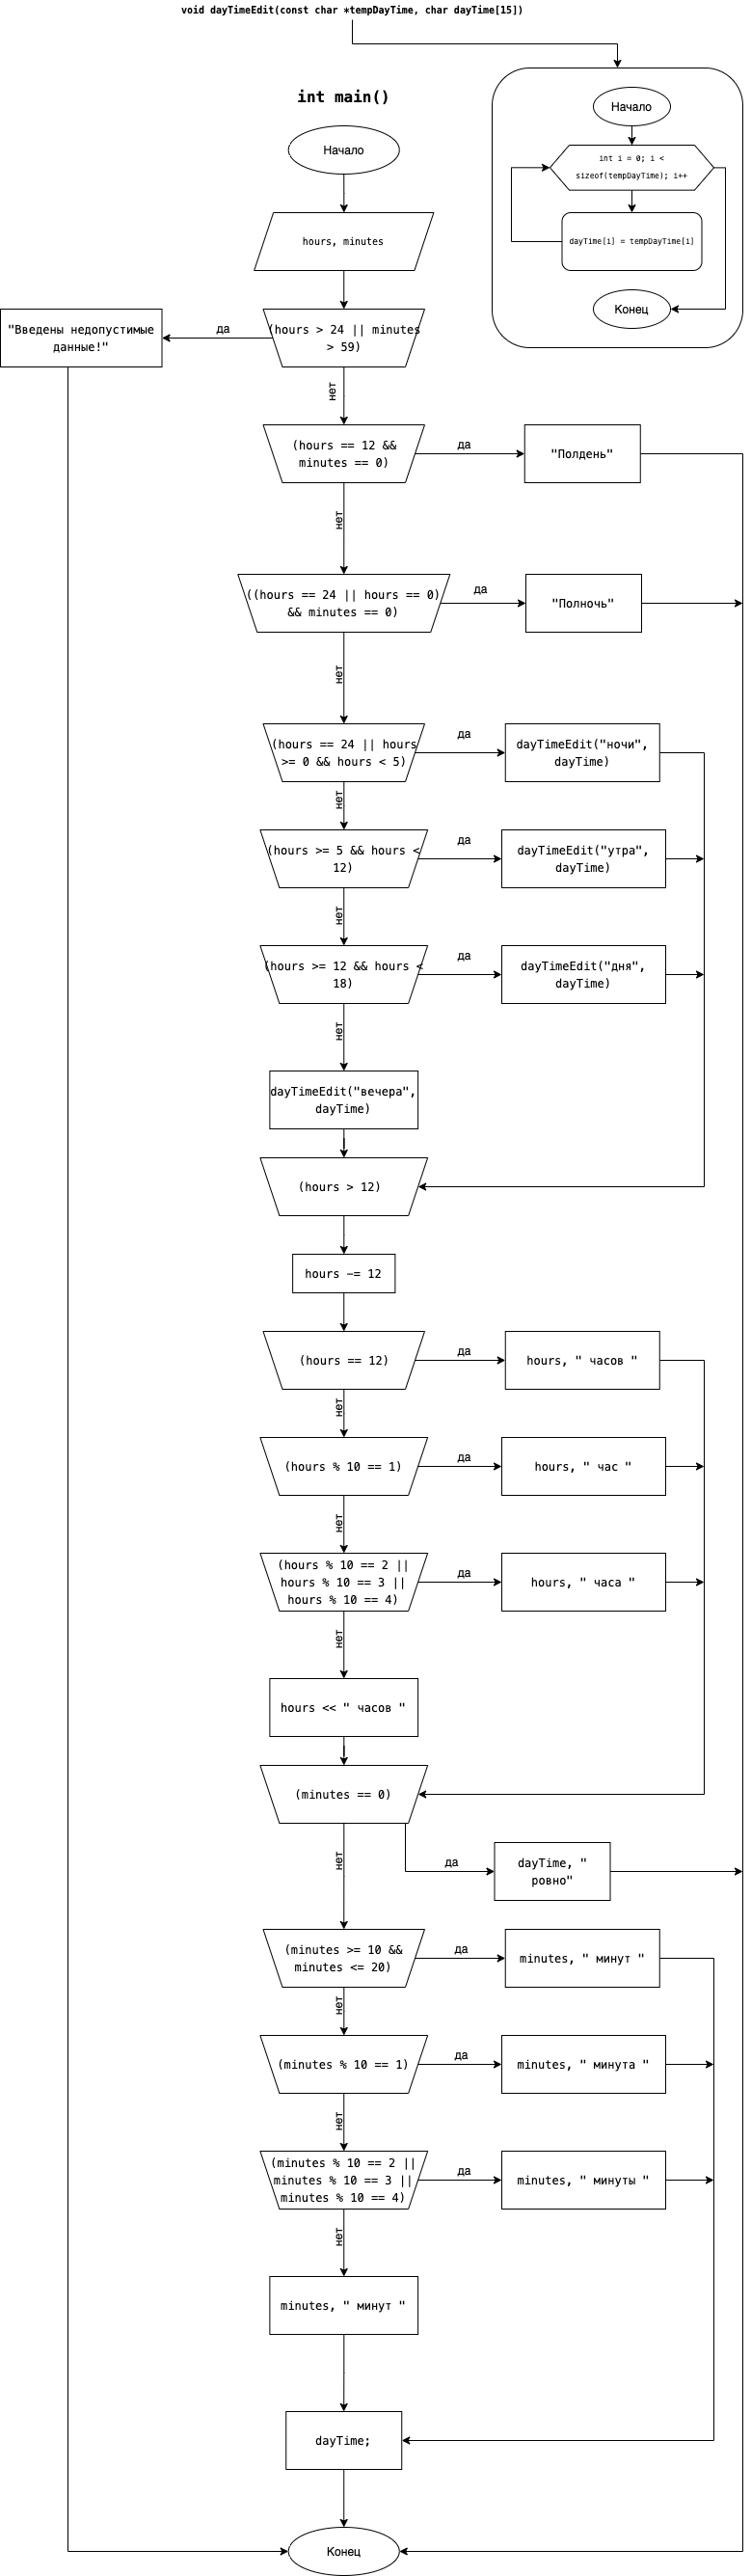 void dayTimeEdit(const char *tempDayTime, char dayTime[15])
Начало
int i = 0; i <
sizeof(tempDayTime); i++
dayTime[i] = tempDayTime[i]
Конец
int main()
Начало
hours, minutes
(hours > 24 || minutes
> 59)
да
"Введены недопустимые
данные!"
нет
(hours == 12 &&
minutes == 0)
да
"Полдень"
нет
((hours == 24 || hours == 0)
&& minutes == 0)
да
"Полночь"
нет
(hours == 24 || hours
>= 0 && hours < 5)
да
dayTimeEdit("ночи",
dayTime)
нет
(hours >= 5 && hours <
12)
да
dayTimeEdit("утра",
dayTime)
нет
(hours >= 12 && hours <
18)
да
dayTimeEdit("дня",
dayTime)
нет
dayTimeEdit("вечера",
dayTime)
(hours > 12)
hours -= 12
(hours == 12)
да
hours, " часов "
нет
(hours % 10 == 1)
да
hours, " час "
нет
(hours % 10 == 2 ||
hours % 10 == 3 ||
hours % 10 == 4)
да
hours, " часа "
нет
hours << " часов "
(minutes == 0)
да
dayTime, "
ровно"
нет
(minutes >= 10 &&
minutes <= 20)
да
minutes, " минут "
нет
(minutes % 10 == 1)
да
minutes, " минута "
нет
(minutes % 10 == 2 ||
minutes % 10 == 3 ||
minutes % 10 == 4)
да
minutes, " минуты "
нет
minutes, " минут "
dayTime;
Конец